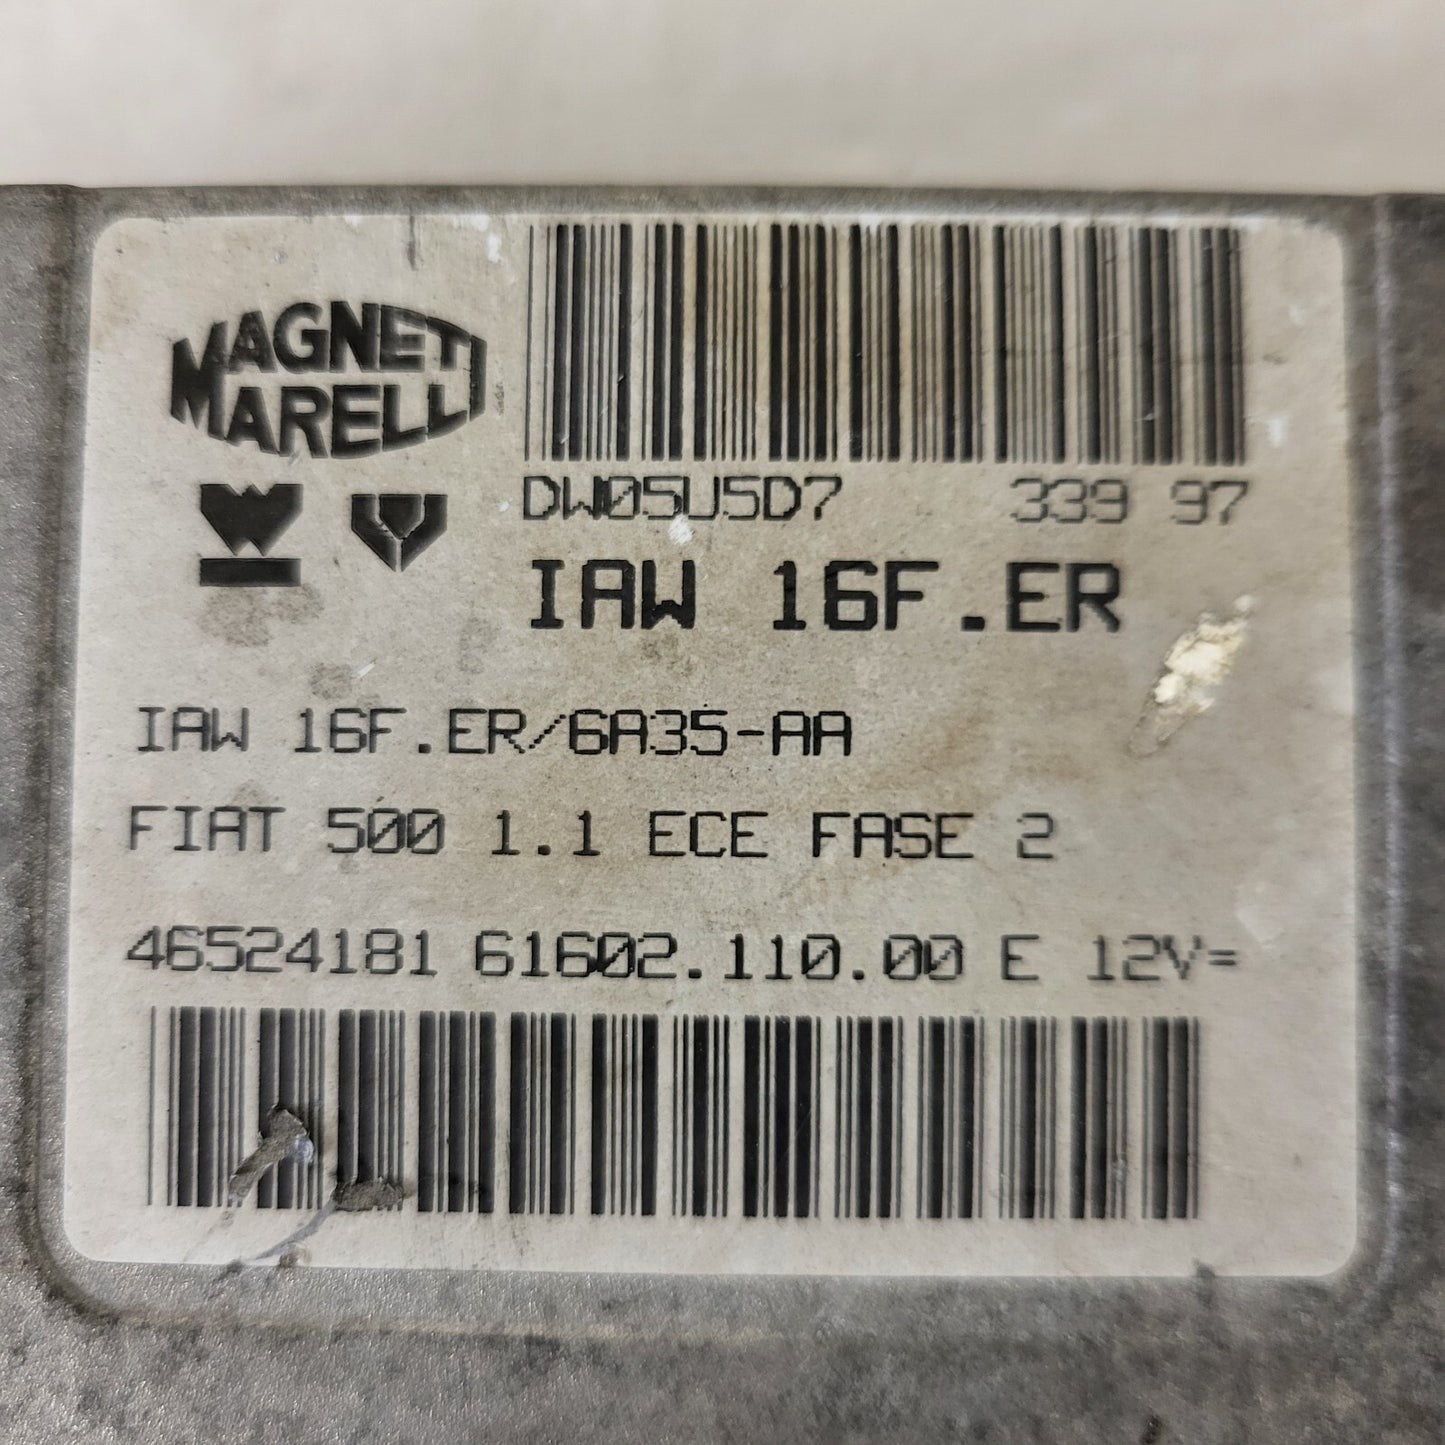 MAGNETI
MARELLI
DW05U5D7 339 97
IAW 16F.ER
IAW 16F.ER/6A35-AA
FIAT 500 1.1 ECE FASE 2
46524181 61602.110.00 E 12V=